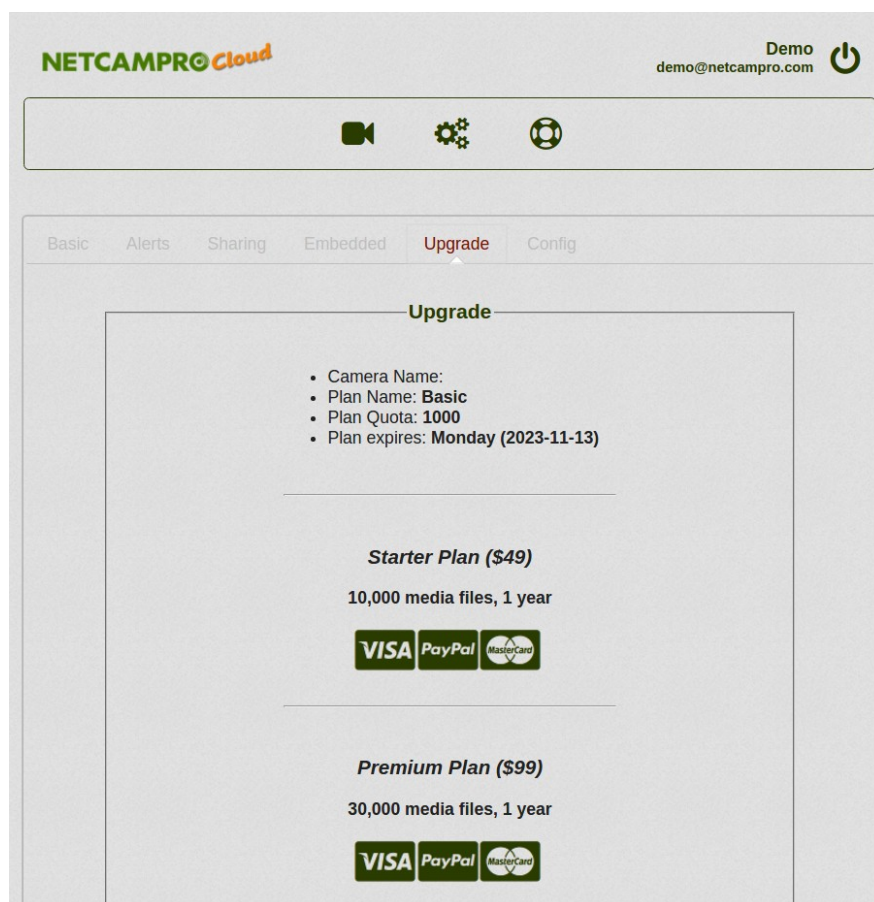 NETCAMPRO Cloud
Demo
demo@netcampro.com
Basic Alerts Sharing Embedded Upgrade Config
Upgrade
Camera Name:
Plan Name: Basic
Plan Quota: 1000
Plan expires: Monday (2023-11-13)
Starter Plan ($49)
10,000 media files, 1 year
VISA PayPal MasterCard
Premium Plan ($99)
30,000 media files, 1 year
VISA PayPal MasterCard